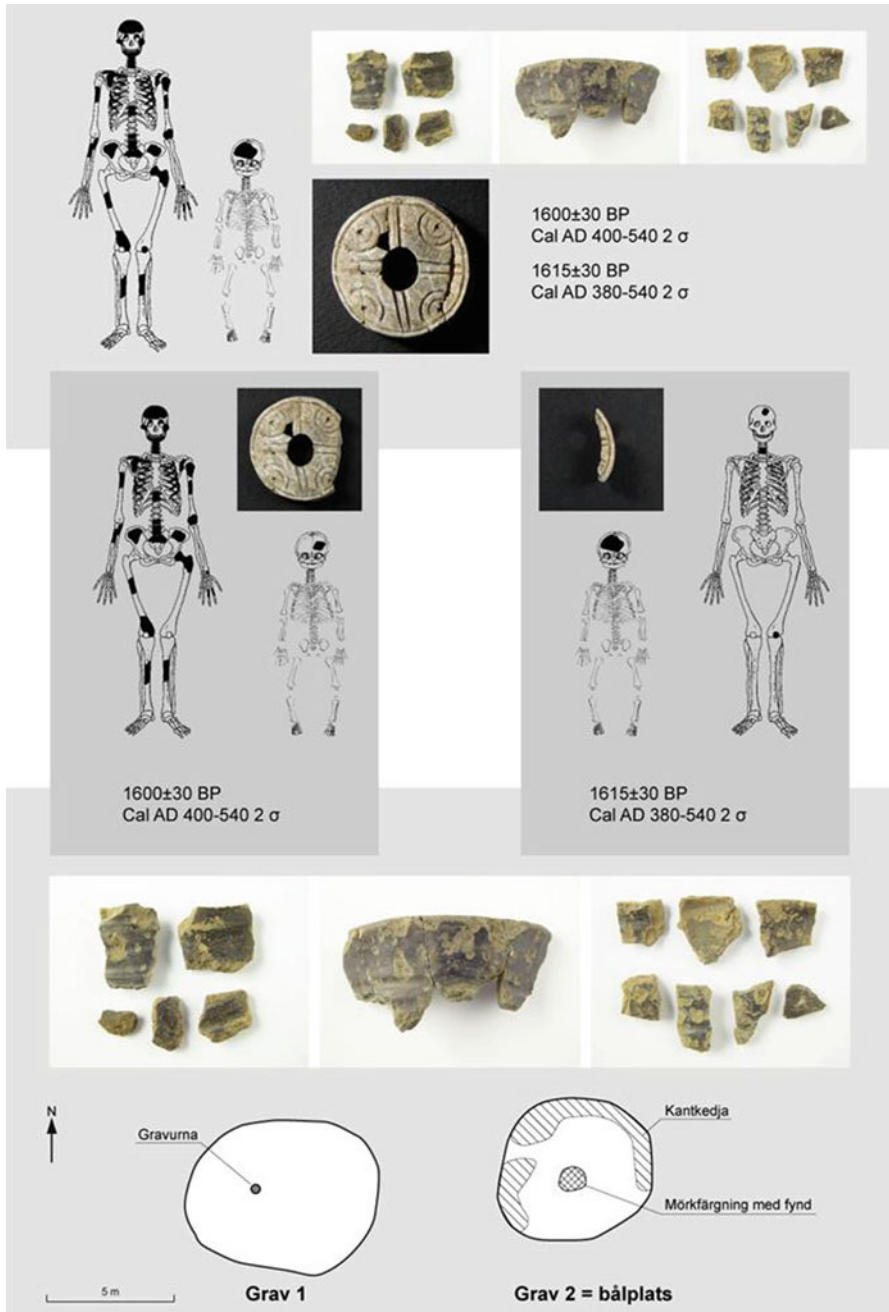 1600±30 BP
Cal AD 400-540 2 σ
1615±30 BP
Cal AD 380-540 2 σ
1600±30 BP
Cal AD 400-540 2 σ
1615±30 BP
Cal AD 380-540 2 σ
N
Gravurna
Kantkedja
Mörkfärgning med fynd
5 m
Grav 1
Grav 2 = bålplats